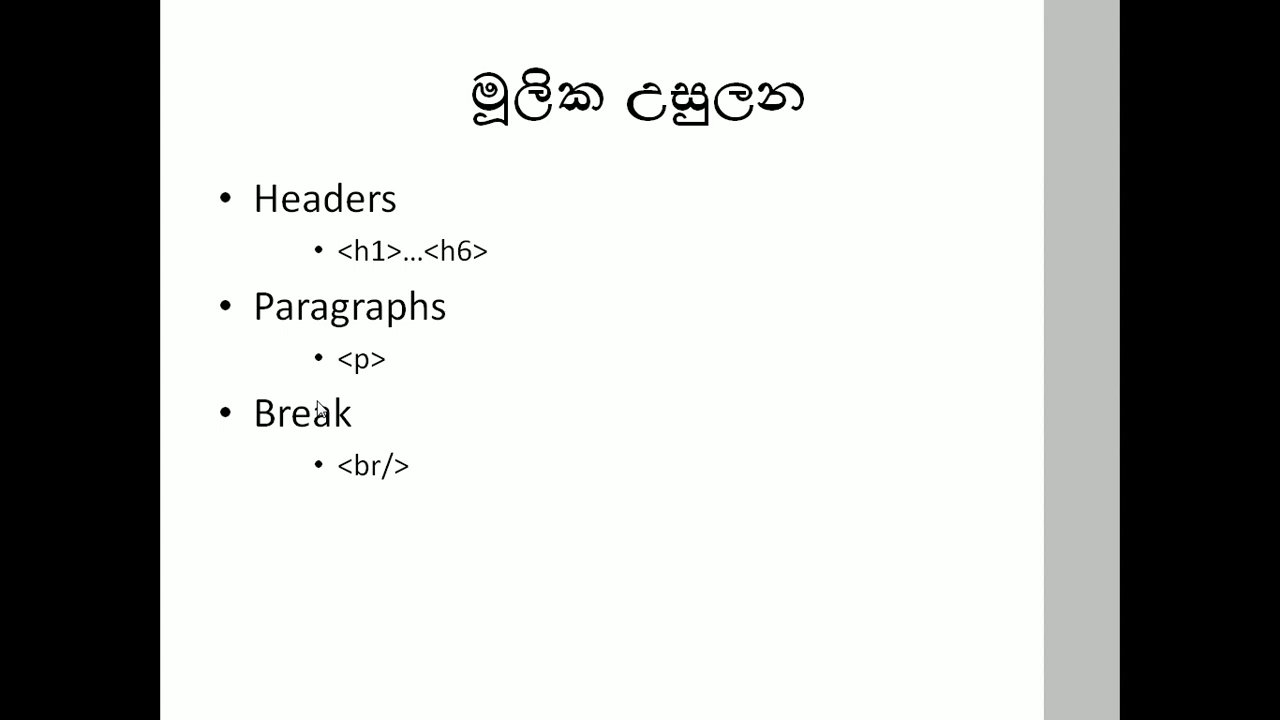 මූලික උසුලන
• Headers
• <h1>...<h6>
• Paragraphs
• <p>
• Break
• <br/>